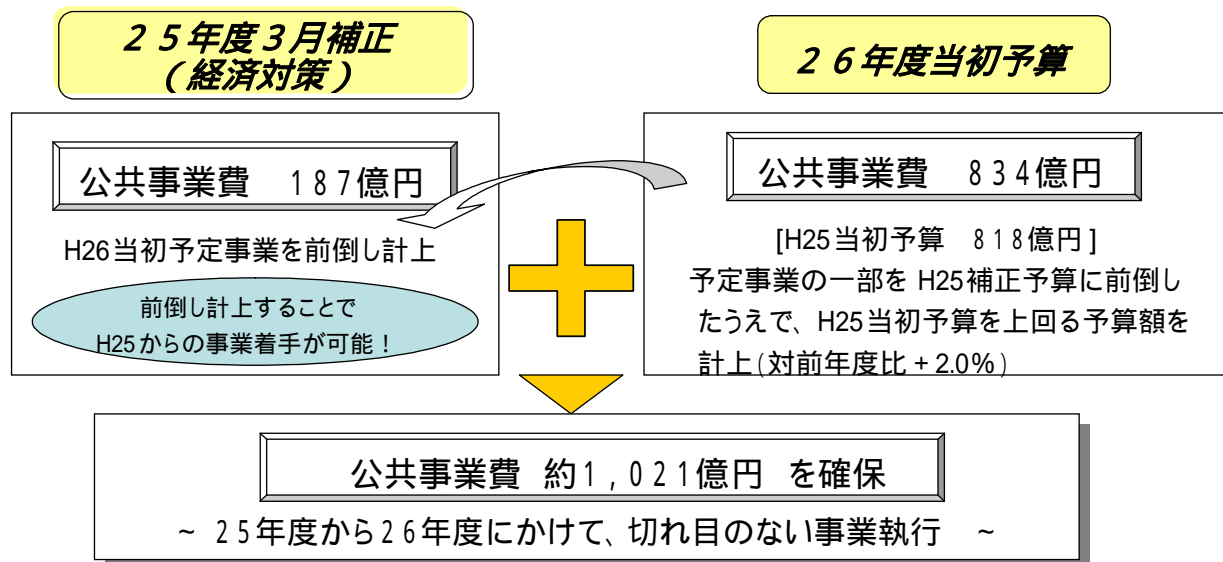 ２５年度３月補正
（経済対策）
２６年度当初予算
公共事業費　187億円
H26当初予定事業を前倒し計上
前倒し計上することで
H25からの事業着手が可能！
公共事業費　834億円
[H25当初予算　818億円]
予定事業の一部を H25補正予算に前倒し
たうえで、H25当初予算を上回る予算額を
計上(対前年度比＋2.0%)
公共事業費 約1,021億円 を確保
～ 25年度から26年度にかけて、切れ目のない事業執行 ～